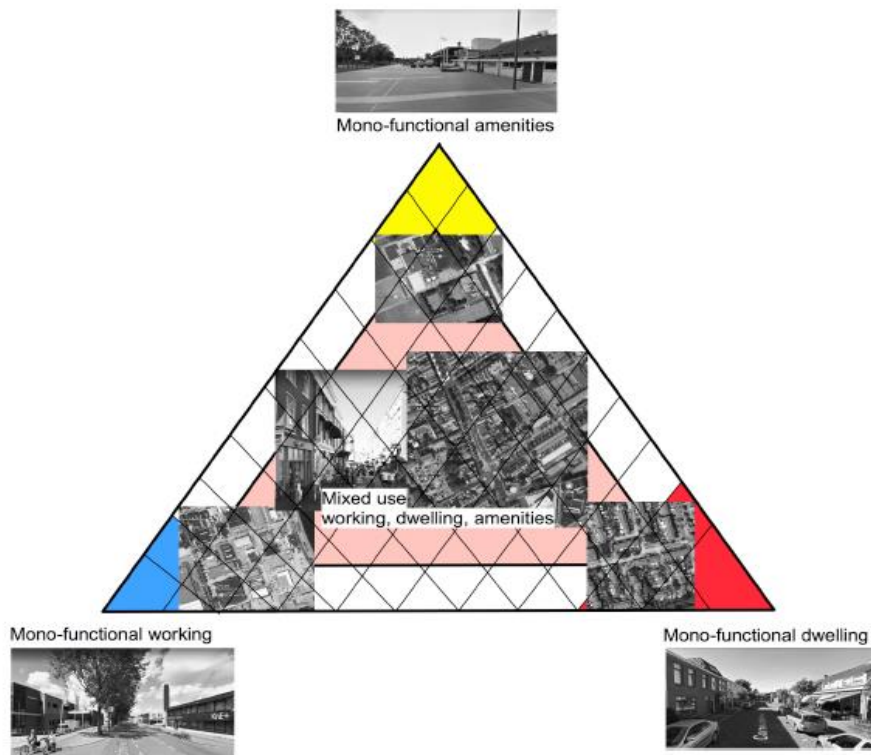 Mono-functional amenities
Mixed use
working, dwelling, amenities
Mono-functional working
Mono-functional dwelling